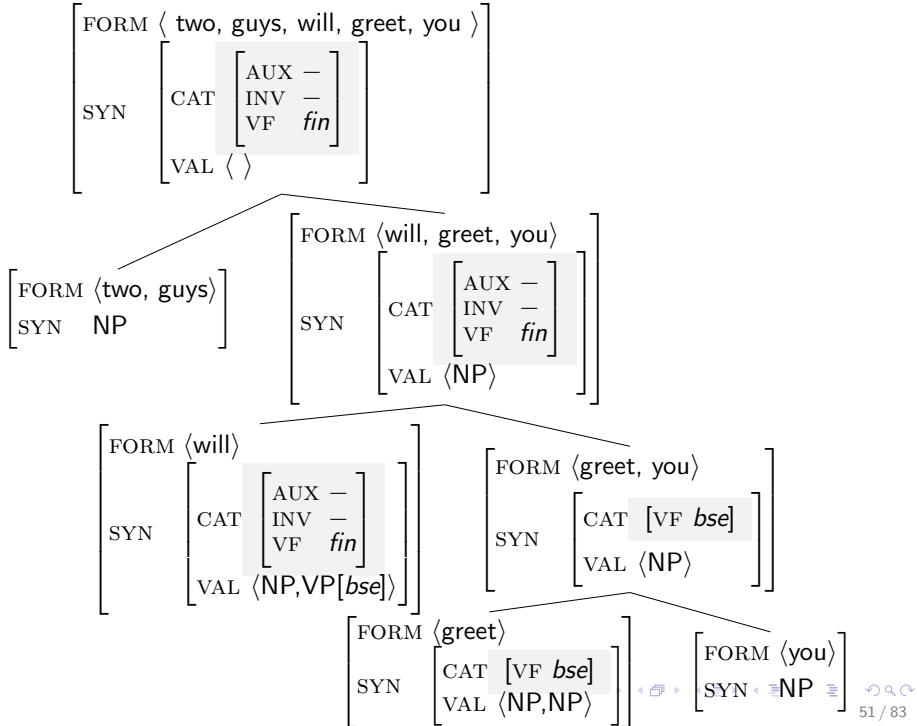 FORM ⟨ two, guys, will, greet, you ⟩
SYN
CAT
AUX −
INV −
VF fin
VAL ⟨ ⟩
FORM ⟨two, guys⟩
SYN NP
FORM ⟨will, greet, you⟩
SYN
CAT
AUX −
INV −
VF fin
VAL ⟨NP⟩
FORM ⟨will⟩
SYN
CAT
AUX −
INV −
VF fin
VAL ⟨NP,VP[bse]⟩
FORM ⟨greet, you⟩
SYN
CAT [VF bse]
VAL ⟨NP⟩
FORM ⟨greet⟩
SYN
CAT [VF bse]
VAL ⟨NP,NP⟩
FORM ⟨you⟩
SYN NP
51 / 83